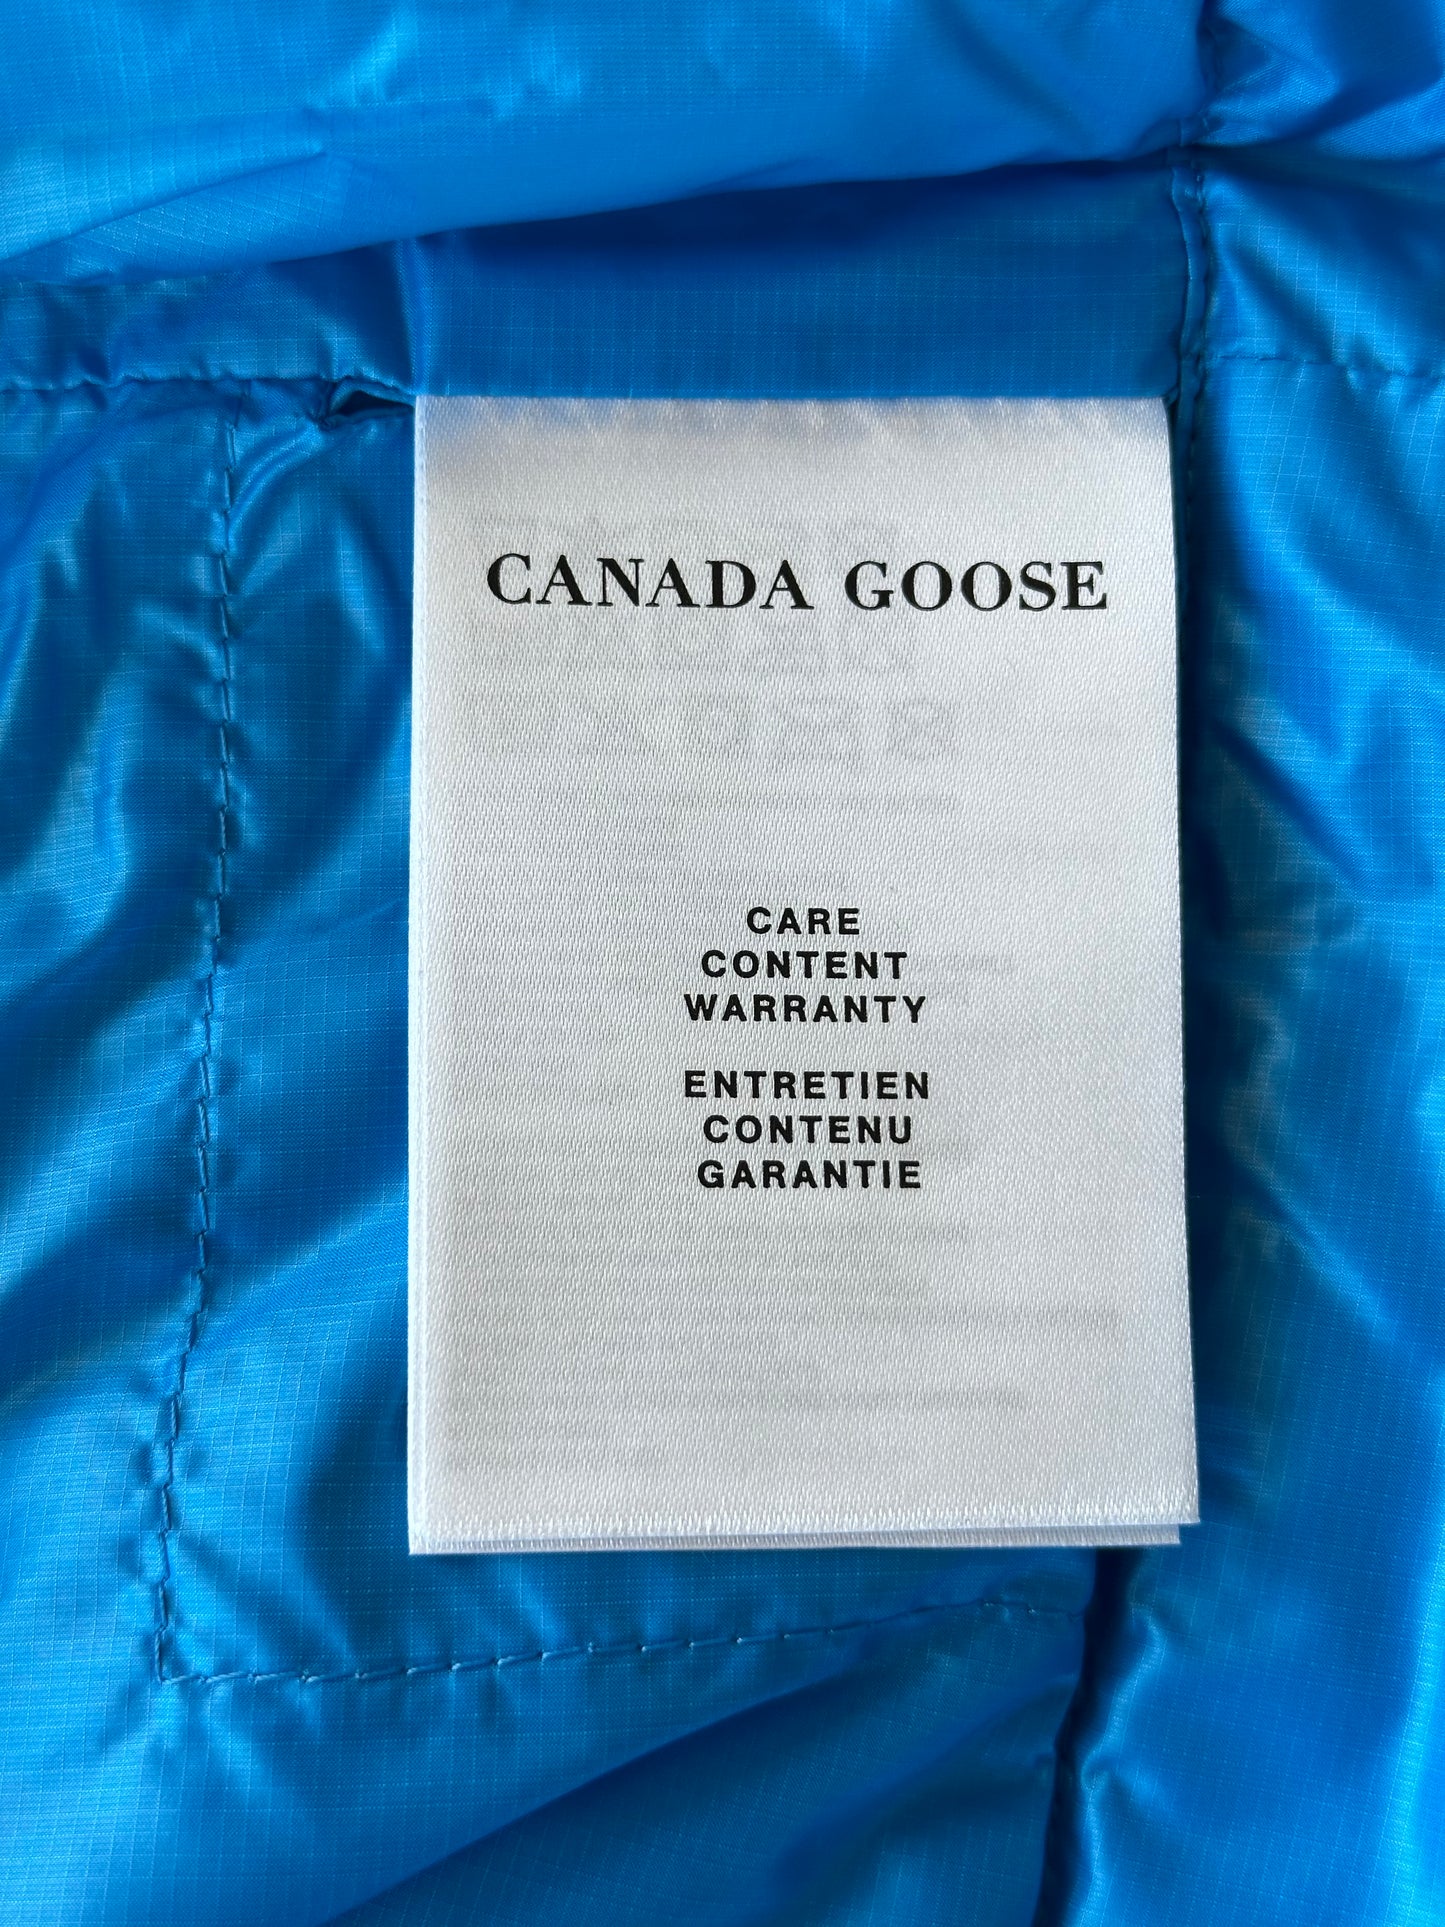 CANADA GOOSE
CARE
CONTENT
WARRANTY
ENTRETIEN
CONTENU
GARANTIE